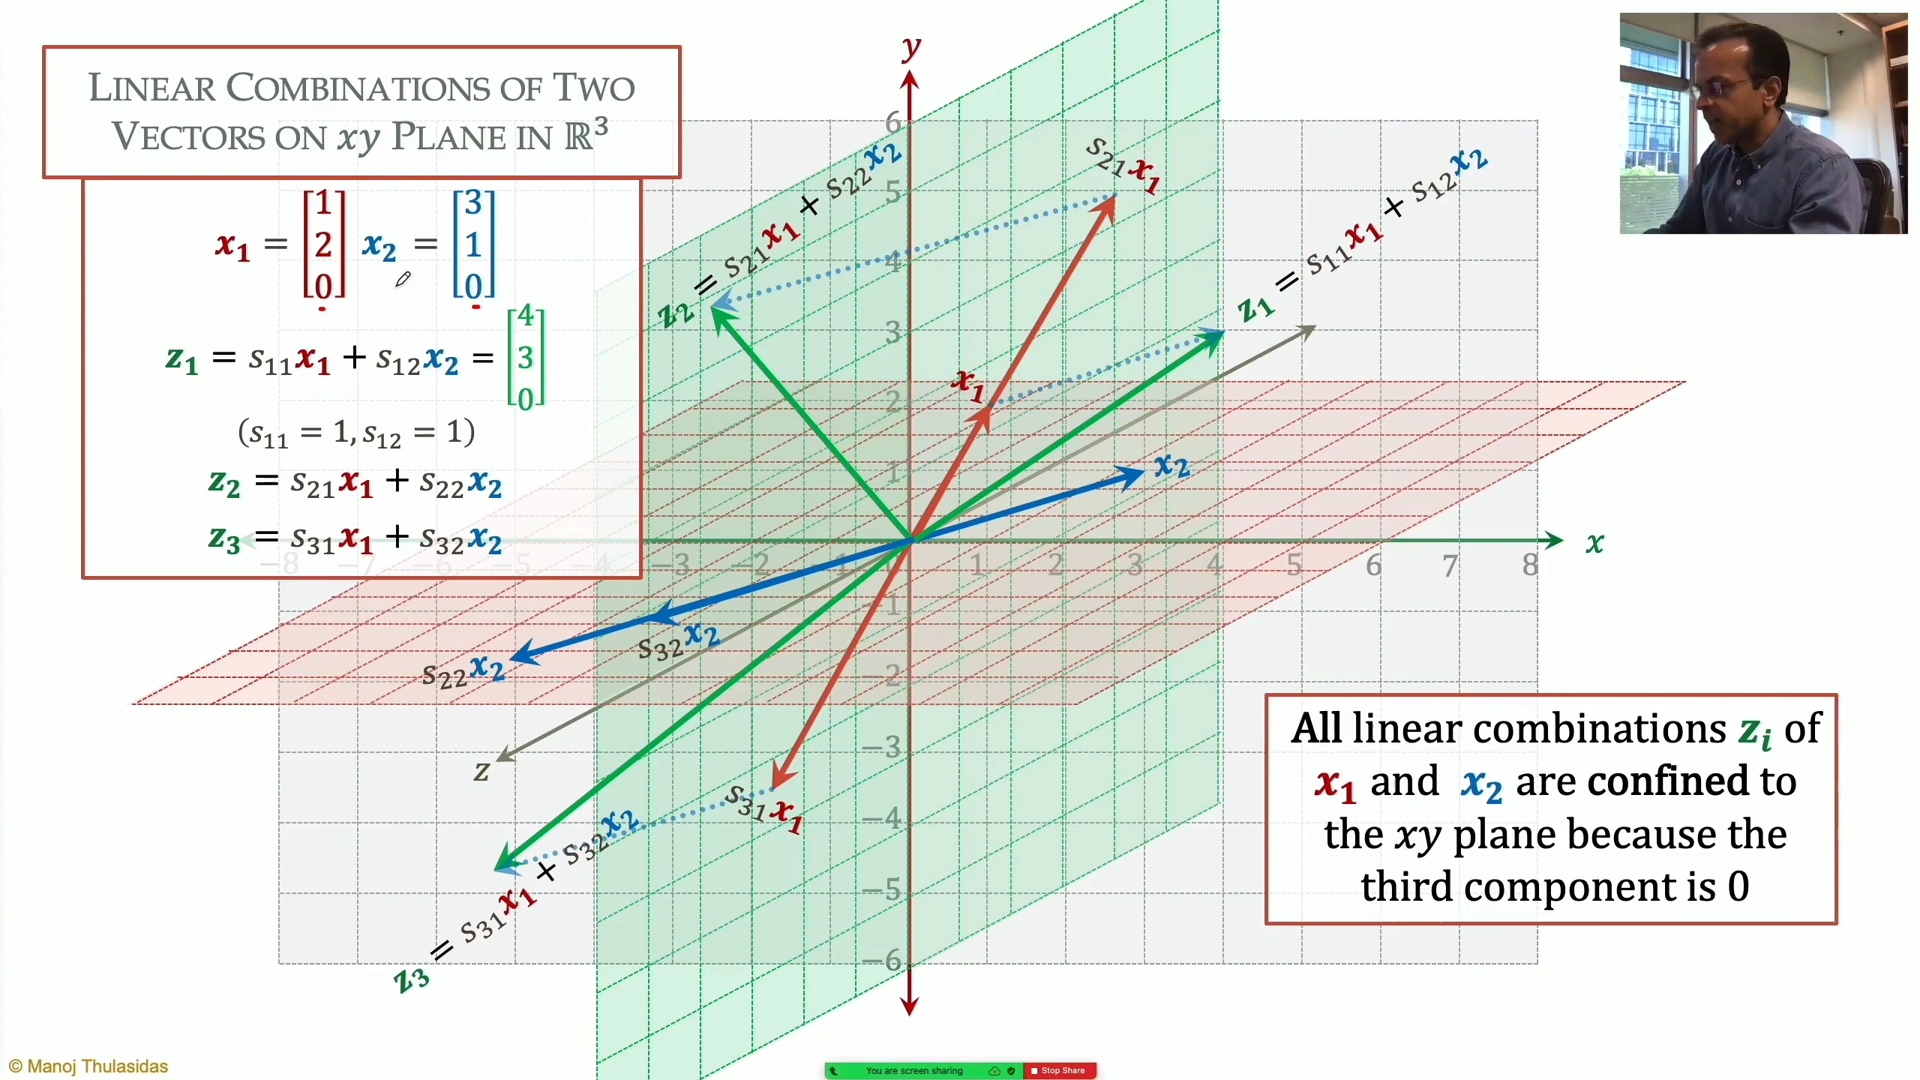 LINEAR COMBINATIONS OF TWO
VECTORS ON xy PLANE IN ℝ³
x₁ = [1 2 0] x₂ = [3 1 0]
z₁ = s₁₁x₁ + s₁₂x₂ = [4 3 0]
(s₁₁ = 1, s₁₂ = 1)
z₂ = s₂₁x₁ + s₂₂x₂
z₃ = s₃₁x₁ + s₃₂x₂
y
6
5
4
3
2
1
−8 −7 −6 −5 −4 −3 −2 −1 0 1 2 3 4 5 6 7 8
x
−1
−2
−3
−4
−5
−6
z
z₂ = s₂₁x₁ + s₂₂x₂
s₂₁x₁
z₁ = s₁₁x₁ + s₁₂x₂
x₁
x₂
s₃₂x₂
s₂₂x₂
s₃₁x₁
z₃ = s₃₁x₁ + s₃₂x₂
All linear combinations zᵢ of
x₁ and x₂ are confined to
the xy plane because the
third component is 0
© Manoj Thulasidas
You are screen sharing
Stop Share